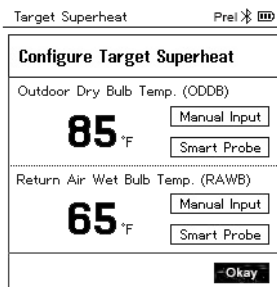 Target Superheat Prel
Configure Target Superheat
Outdoor Dry Bulb Temp. (ODDB)
85 °F
Manual Input
Smart Probe
Return Air Wet Bulb Temp. (RAWB)
65 °F
Manual Input
Smart Probe
Okay